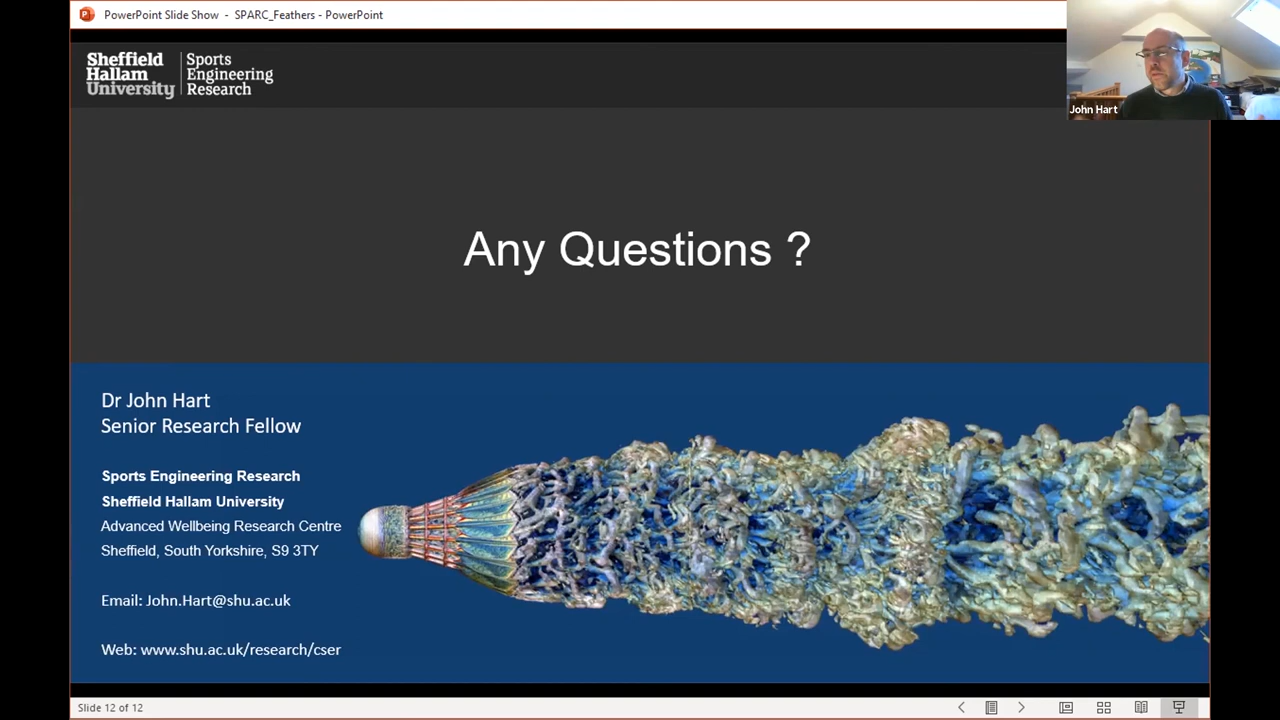 PowerPoint Slide Show - SPARC_Feathers - PowerPoint
Sheffield
Hallam
University
Sports
Engineering
Research
John Hart
Any Questions ?
Dr John Hart
Senior Research Fellow
Sports Engineering Research
Sheffield Hallam University
Advanced Wellbeing Research Centre
Sheffield, South Yorkshire, S9 3TY
Email: John.Hart@shu.ac.uk
Web: www.shu.ac.uk/research/cser
Slide 12 of 12